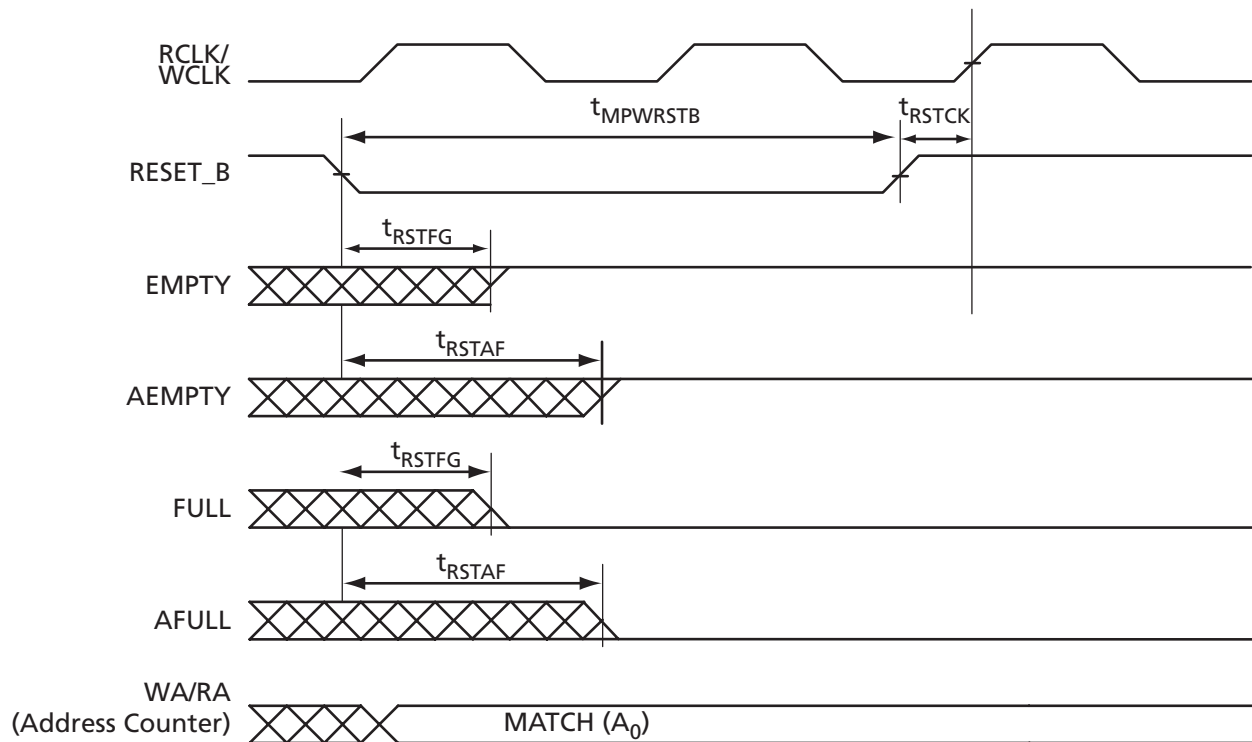 RCLK/
WCLK
tMPWRSTB
tRSTCK
RESET_B
tRSTFG
EMPTY
tRSTAF
AEMPTY
tRSTFG
FULL
tRSTAF
AFULL
WA/RA
(Address Counter)
MATCH (A0)